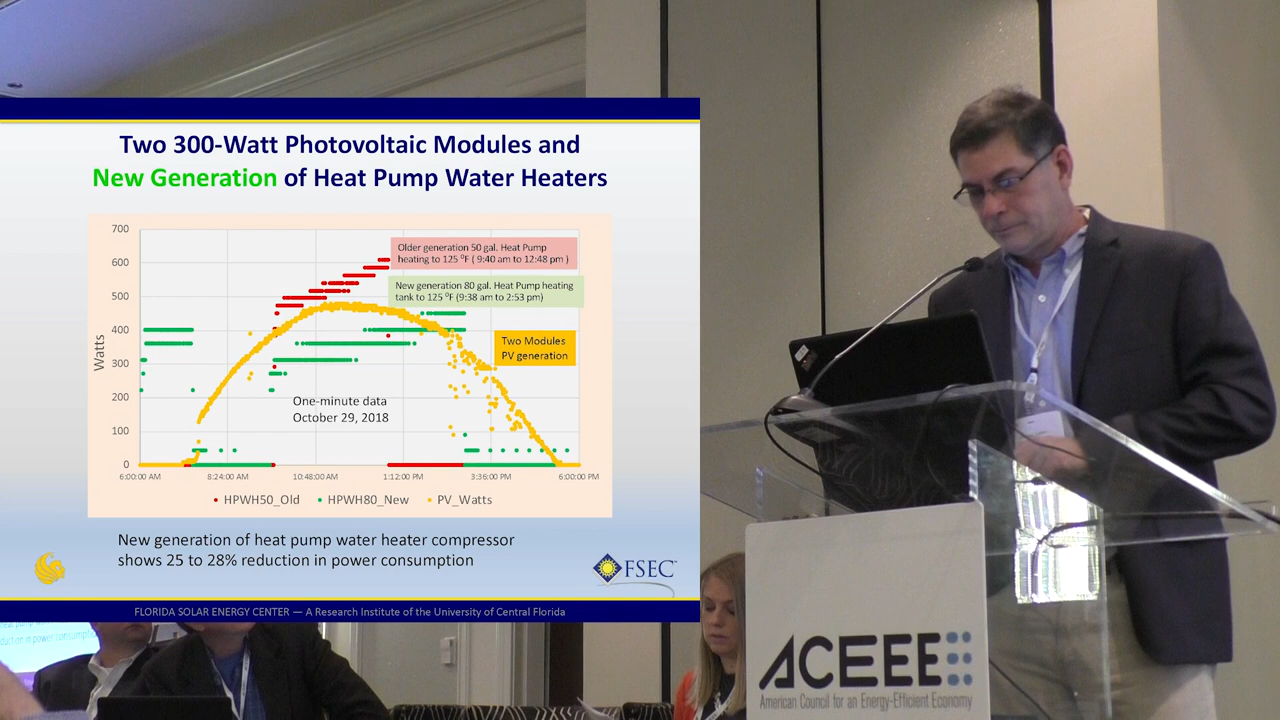 Two 300-Watt Photovoltaic Modules and
New Generation of Heat Pump Water Heaters
700
600
500
400
300
200
100
0
Watts
Older generation 50 gal. Heat Pump
heating to 125 ⁰F ( 9:40 am to 12:48 pm )
New generation 80 gal. Heat Pump heating
tank to 125 ⁰F (9:38 am to 2:53 pm)
Two Modules
PV generation
One-minute data
October 29, 2018
6:00:00 AM
8:24:00 AM
10:48:00 AM
1:12:00 PM
3:36:00 PM
6:00:00 PM
HPWH50_Old
HPWH80_New
PV_Watts
New generation of heat pump water heater compressor
shows 25 to 28% reduction in power consumption
FSEC
FLORIDA SOLAR ENERGY CENTER — A Research Institute of the University of Central Florida
ACEEE
American Council for an Energy-Efficient Economy